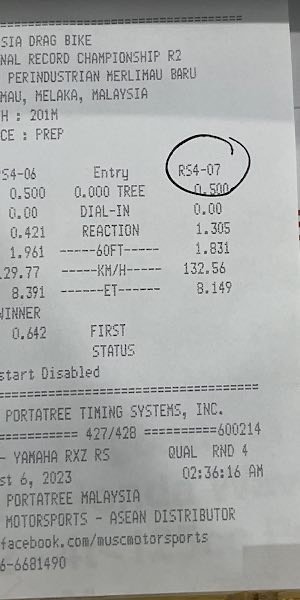 SIA DRAG BIKE
NAL RECORD CHAMPIONSHIP R2
PERINDUSTRIAN MERLIMAU BARU
MAU, MELAKA, MALAYSIA
H : 201M
CE : PREP
RS4-06 Entry RS4-07
0.500 0.000 TREE 0.500
0.00 DIAL-IN 0.00
0.421 REACTION 1.305
1.961 -----60FT----- 1.831
129.77 -----KM/H----- 132.56
8.391 ------ET------ 8.149
WINNER
0.642 FIRST
STATUS
start Disabled
PORTATREE TIMING SYSTEMS, INC.
========== 427/428 ==========600214
- YAMAHA RXZ RS QUAL RND 4
st 6, 2023 02:36:16 AM
PORTATREE MALAYSIA
MOTORSPORTS - ASEAN DISTRIBUTOR
facebook.com/muscmotorsports
6-6681490